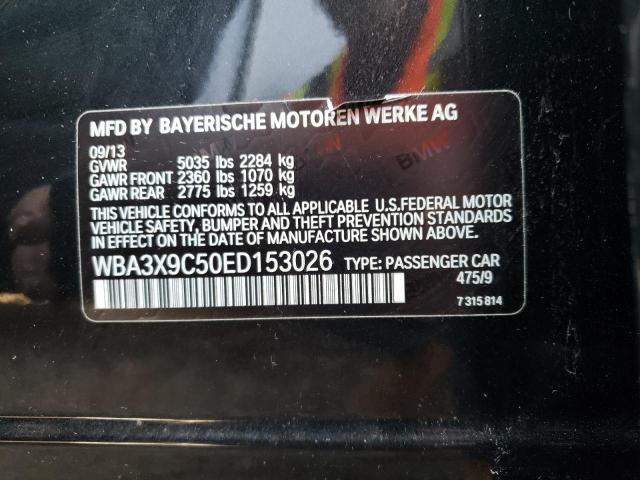 MFD BY BAYERISCHE MOTOREN WERKE AG
09/13
GVWR 5035 lbs 2284 kg
GAWR FRONT 2360 lbs 1070 kg
GAWR REAR 2775 lbs 1259 kg
THIS VEHICLE CONFORMS TO ALL APPLICABLE U.S.FEDERAL MOTOR
VEHICLE SAFETY, BUMPER, AND THEFT PREVENTION STANDARDS
IN EFFECT ON THE DATE OF MANUFACTURE SHOWN ABOVE.
WBA3X9C50ED153026 TYPE: PASSENGER CAR
475/9
7 315 814